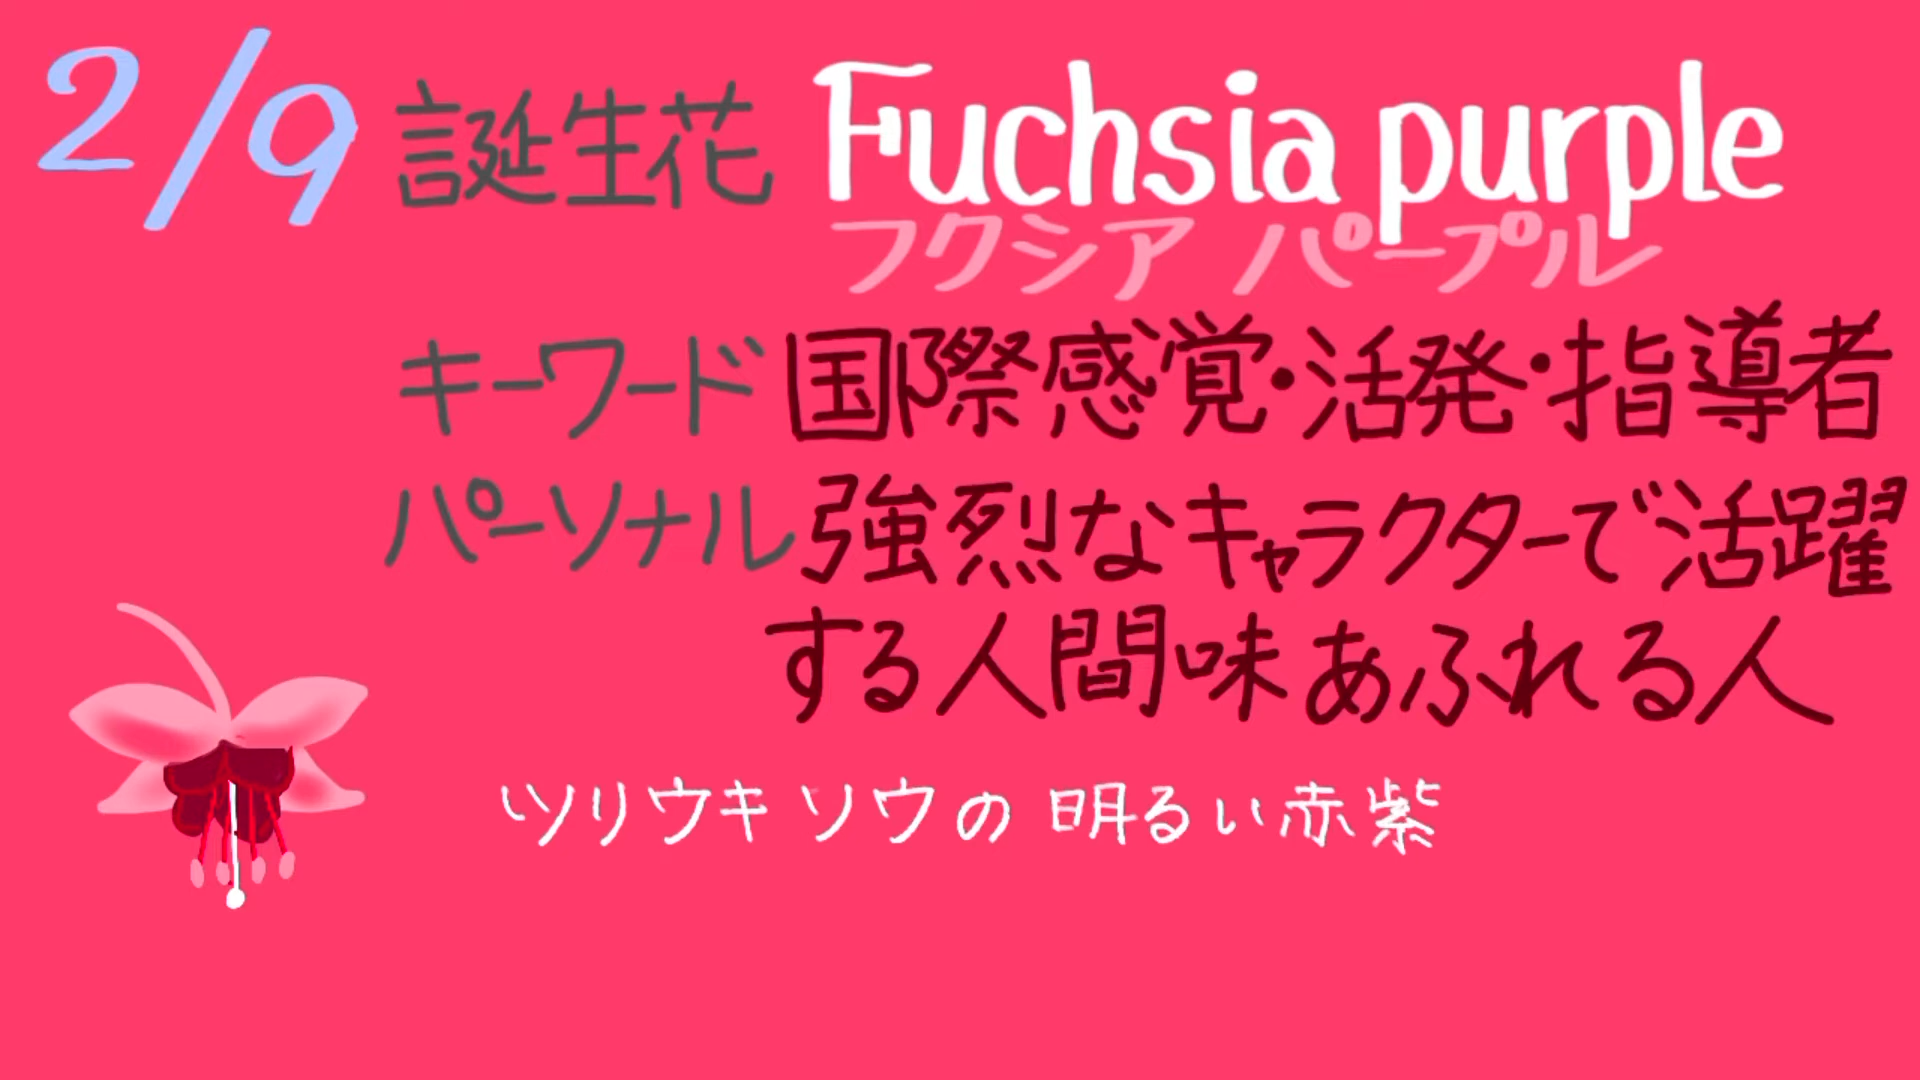 2/9 誕生花 Fuchsia purple
フクシア パープル
キーワード 国際感覚・活発・指導者
パーソナル 強烈なキャラクターで活躍
する人間味あふれる人
ツリウキソウの明るい赤紫